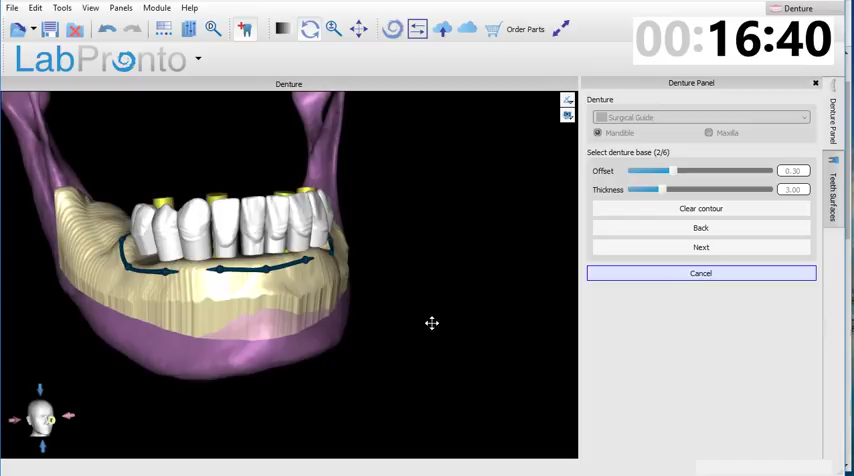 File Edit Tools View Panels Module Help
Denture
Order Parts
00:16:40
LabPronto
Denture
Denture Panel
Denture
Surgical Guide
Mandible Maxilla
Select denture base (2/6)
Offset 0.30
Thickness 3.00
Clear contour
Back
Next
Cancel
Denture Panel
Teeth Surfaces